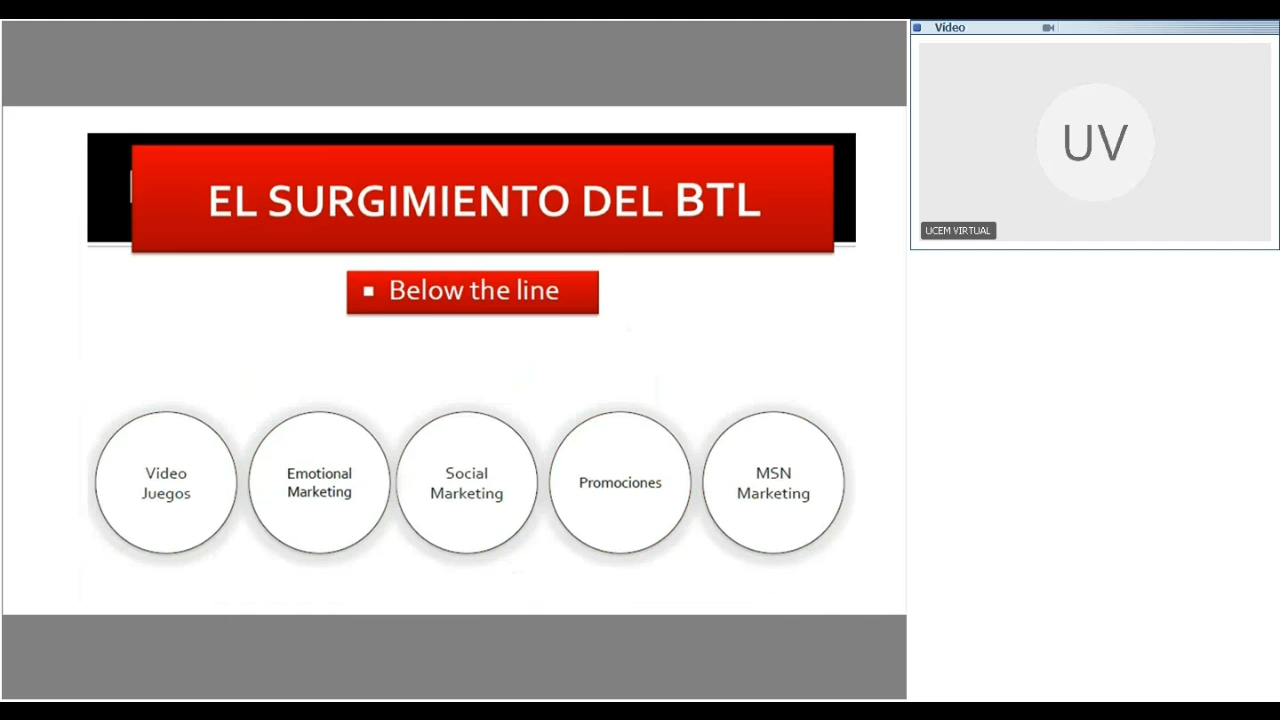 EL SURGIMIENTO DEL BTL
Below the line
Video
Juegos
Emotional
Marketing
Social
Marketing
Promociones
MSN
Marketing
Vídeo
UV
UCEM VIRTUAL